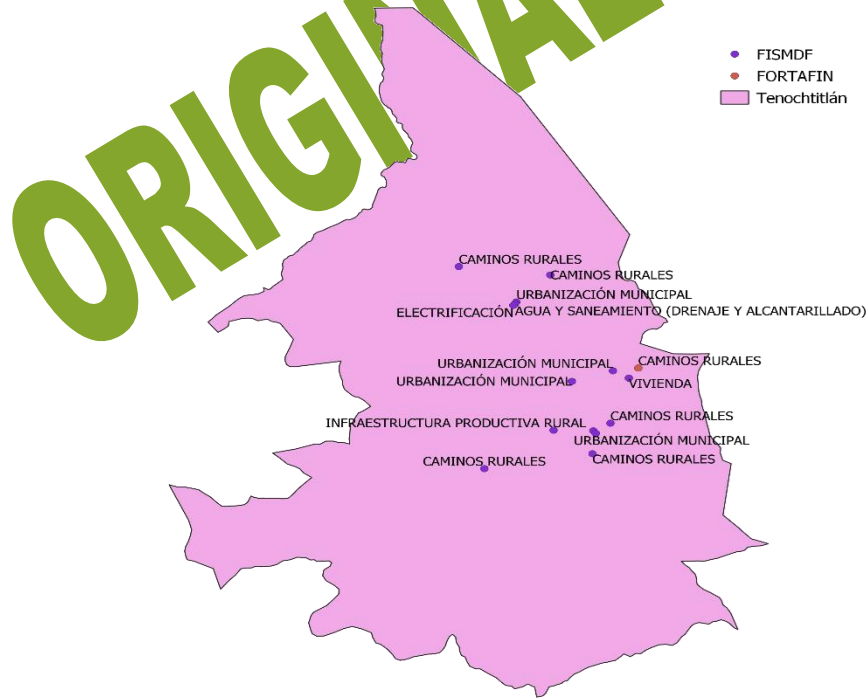 ORIGINAL
FISMDF
FORTAFIN
Tenochtitlán
CAMINOS RURALES
CAMINOS RURALES
URBANIZACIÓN MUNICIPAL
ELECTRIFICACIÓN
AGUA Y SANEAMIENTO (DRENAJE Y ALCANTARILLADO)
CAMINOS RURALES
URBANIZACIÓN MUNICIPAL
URBANIZACIÓN MUNICIPAL
VIVIENDA
CAMINOS RURALES
INFRAESTRUCTURA PRODUCTIVA RURAL
URBANIZACIÓN MUNICIPAL
CAMINOS RURALES
CAMINOS RURALES